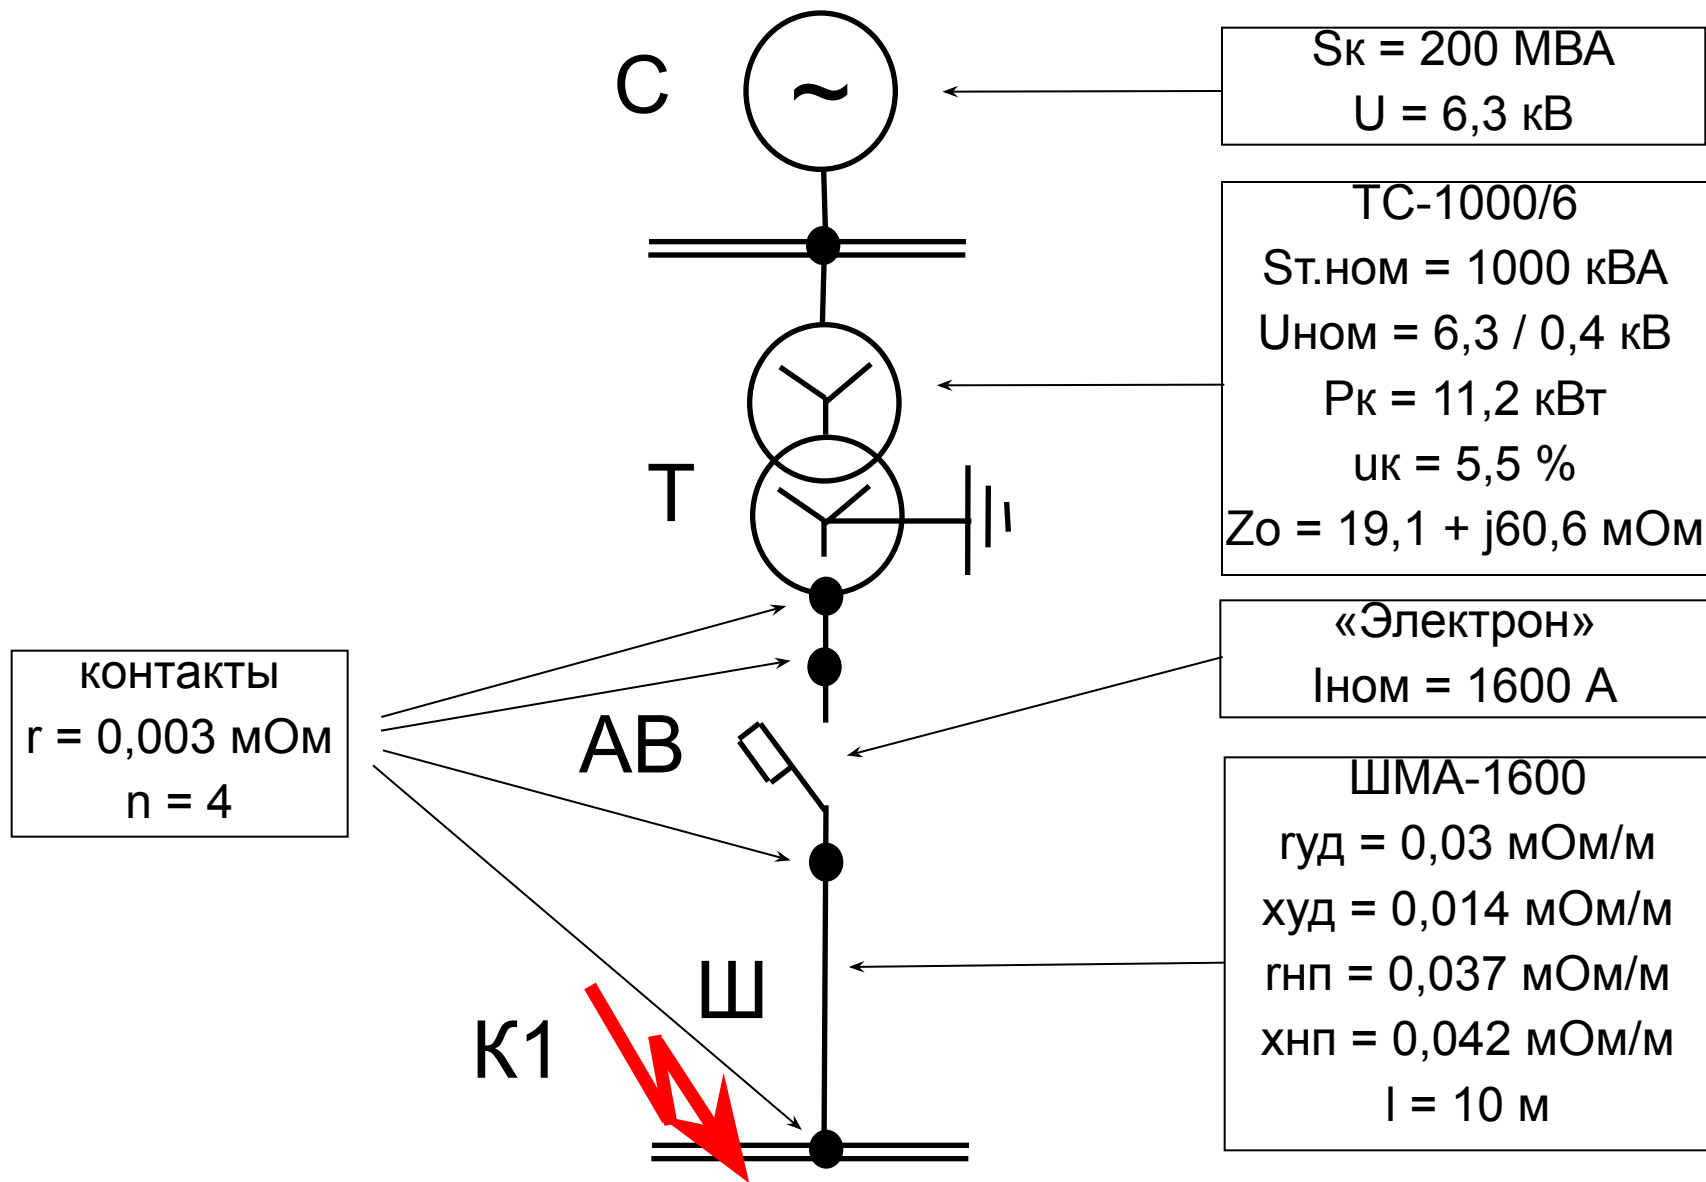 С
~
Sк = 200 МВА
U = 6,3 кВ
ТС-1000/6
Sт.ном = 1000 кВА
Uном = 6,3 / 0,4 кВ
Рк = 11,2 кВт
uк = 5,5 %
Zо = 19,1 + j60,6 мОм
Т
«Электрон»
Iном = 1600 А
контакты
r = 0,003 мОм
n = 4
АВ
ШМА-1600
rуд = 0,03 мОм/м
xуд = 0,014 мОм/м
rнп = 0,037 мОм/м
xнп = 0,042 мОм/м
l = 10 м
Ш
К1